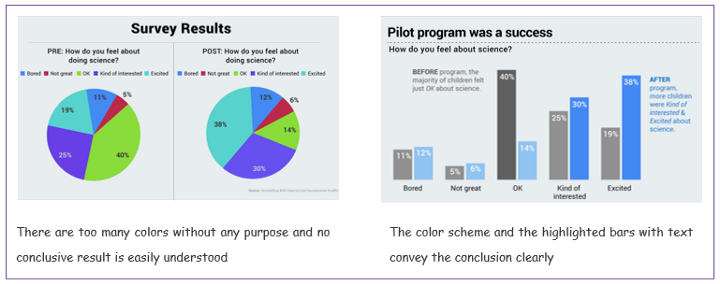 Survey Results
PRE: How do you feel about
doing science?
Bored Not great OK Kind of interested Excited
11%
5%
40%
25%
19%
POST: How do you feel about
doing science?
Bored Not great OK Kind of interested Excited
12%
6%
14%
30%
38%
There are too many colors without any purpose and no
conclusive result is easily understood
Pilot program was a success
How do you feel about science?
BEFORE program, the
majority of children felt
just OK about science.
AFTER
program,
more children
were Kind of
interested &
Excited about
science.
11% 12%
5% 6%
40% 14%
25% 30%
19% 38%
Bored Not great OK Kind of Excited
interested
The color scheme and the highlighted bars with text
convey the conclusion clearly